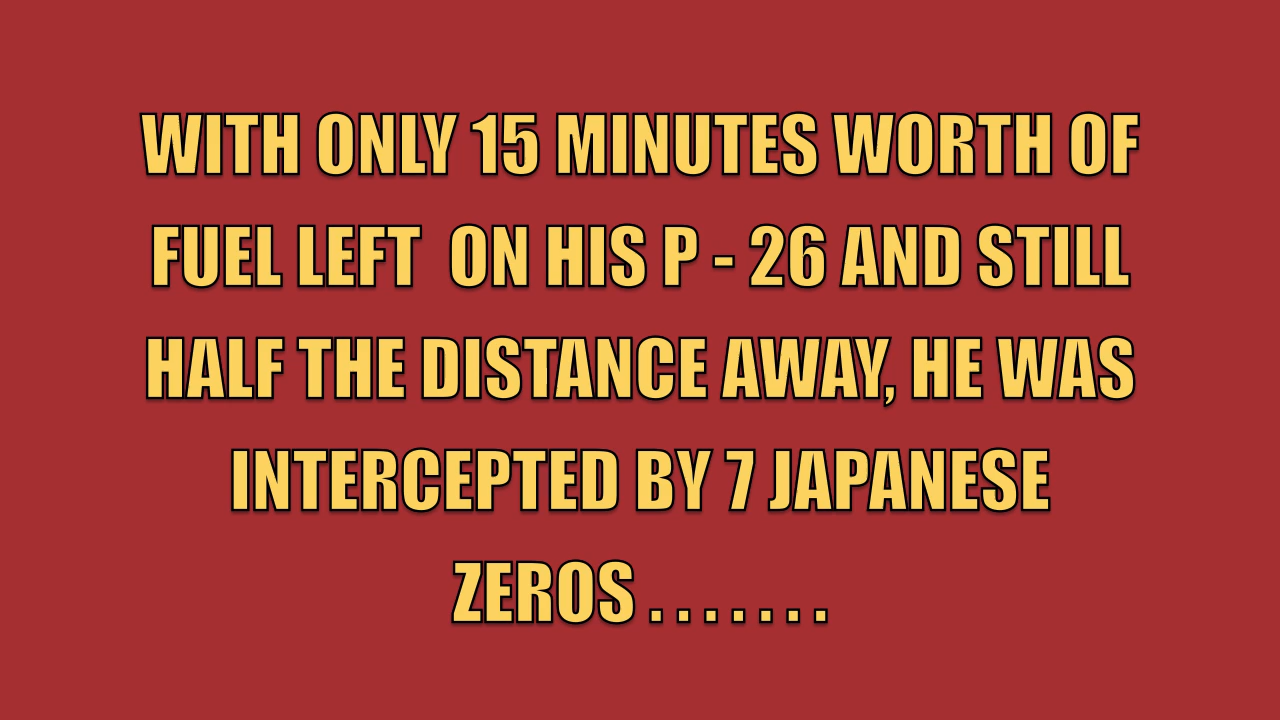 WITH ONLY 15 MINUTES WORTH OF
FUEL LEFT  ON HIS P - 26 AND STILL
HALF THE DISTANCE AWAY, HE WAS
INTERCEPTED BY 7 JAPANESE
ZEROS . . . . . . .